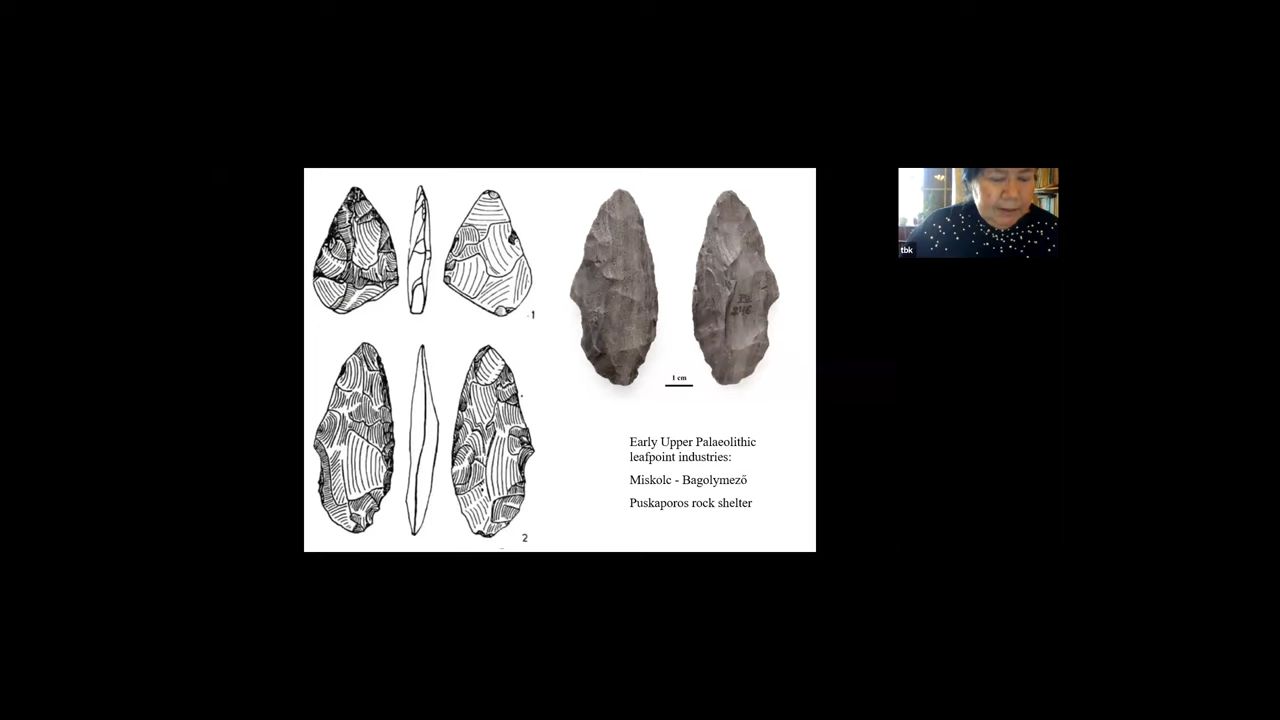 1
2
1 cm
Early Upper Palaeolithic
leafpoint industries:
Miskolc - Bagolymező
Puskaporos rock shelter
tbk